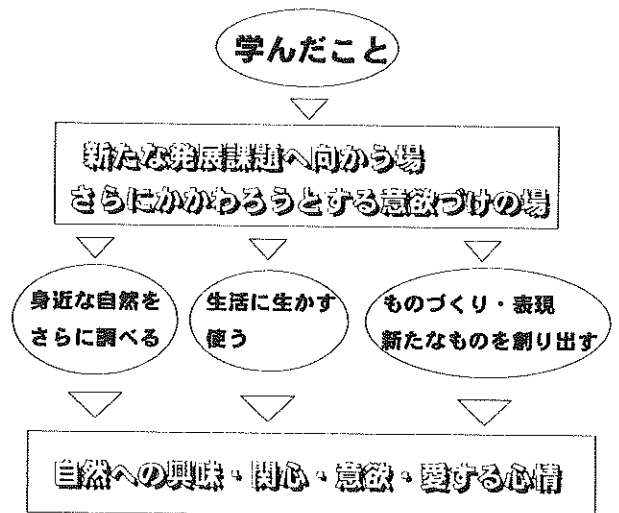 学んだこと
新たな発展課題へ向かう場
さらにかかわろうとする意欲づけの場
身近な自然を
さらに調べる
生活に生かす
使う
ものづくり・表現
新たなものを創り出す
自然への興味・関心・意欲・愛する心情